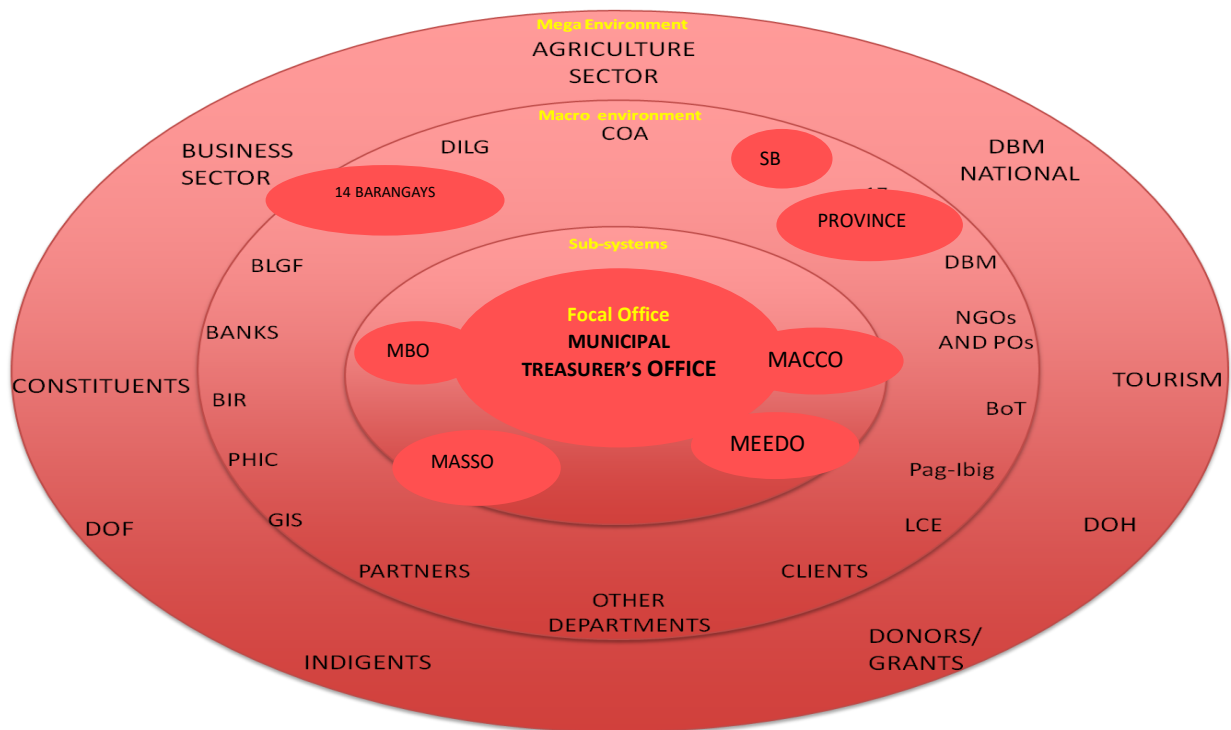 Mega Environment
AGRICULTURE
SECTOR
Macro environment
COA
DILG
SB
BUSINESS
SECTOR
DBM
NATIONAL
14 BARANGAYS
PROVINCE
Sub-systems
BLGF
DBM
Focal Office
MUNICIPAL
TREASURER'S OFFICE
BANKS
NGOs
AND POs
MBO
MACCO
CONSTITUENTS
TOURISM
BIR
BoT
MEEDO
PHIC
MASSO
Pag-Ibig
GIS
LCE
DOF
DOH
PARTNERS
CLIENTS
OTHER
DEPARTMENTS
INDIGENTS
DONORS/
GRANTS